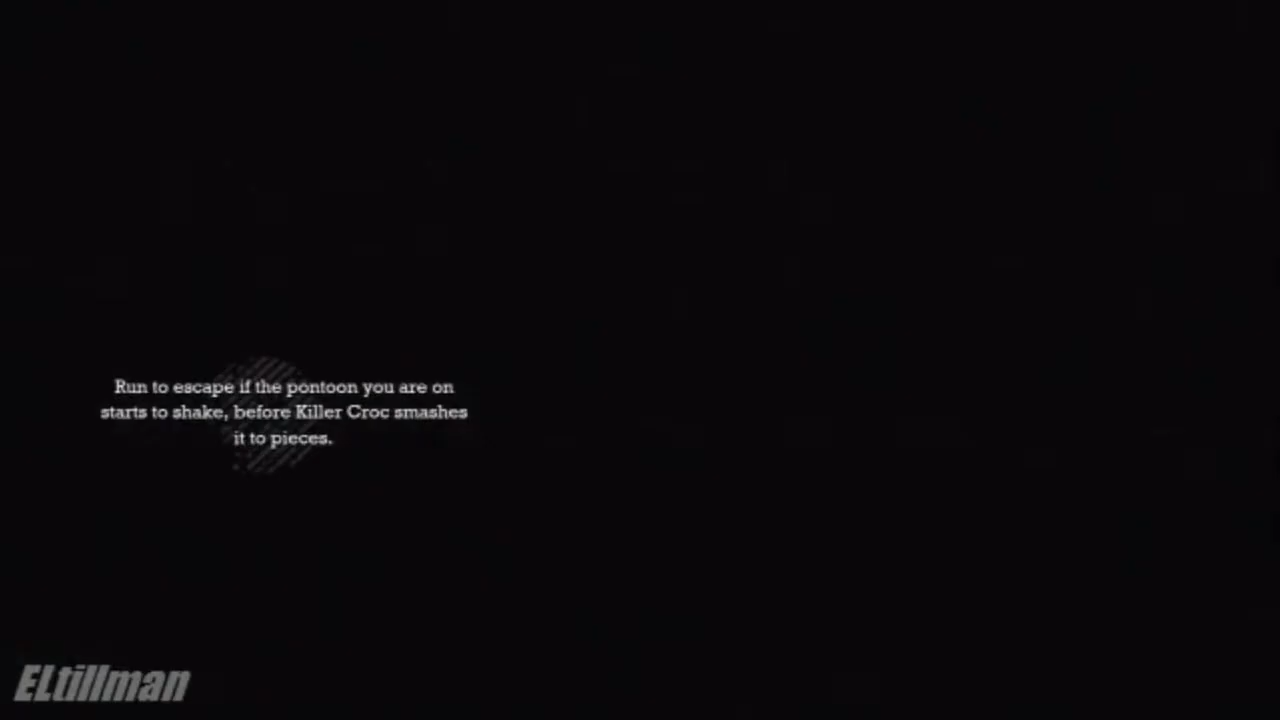 Run to escape if the pontoon you are on
starts to shake, before Killer Croc smashes
it to pieces.
ELtillman